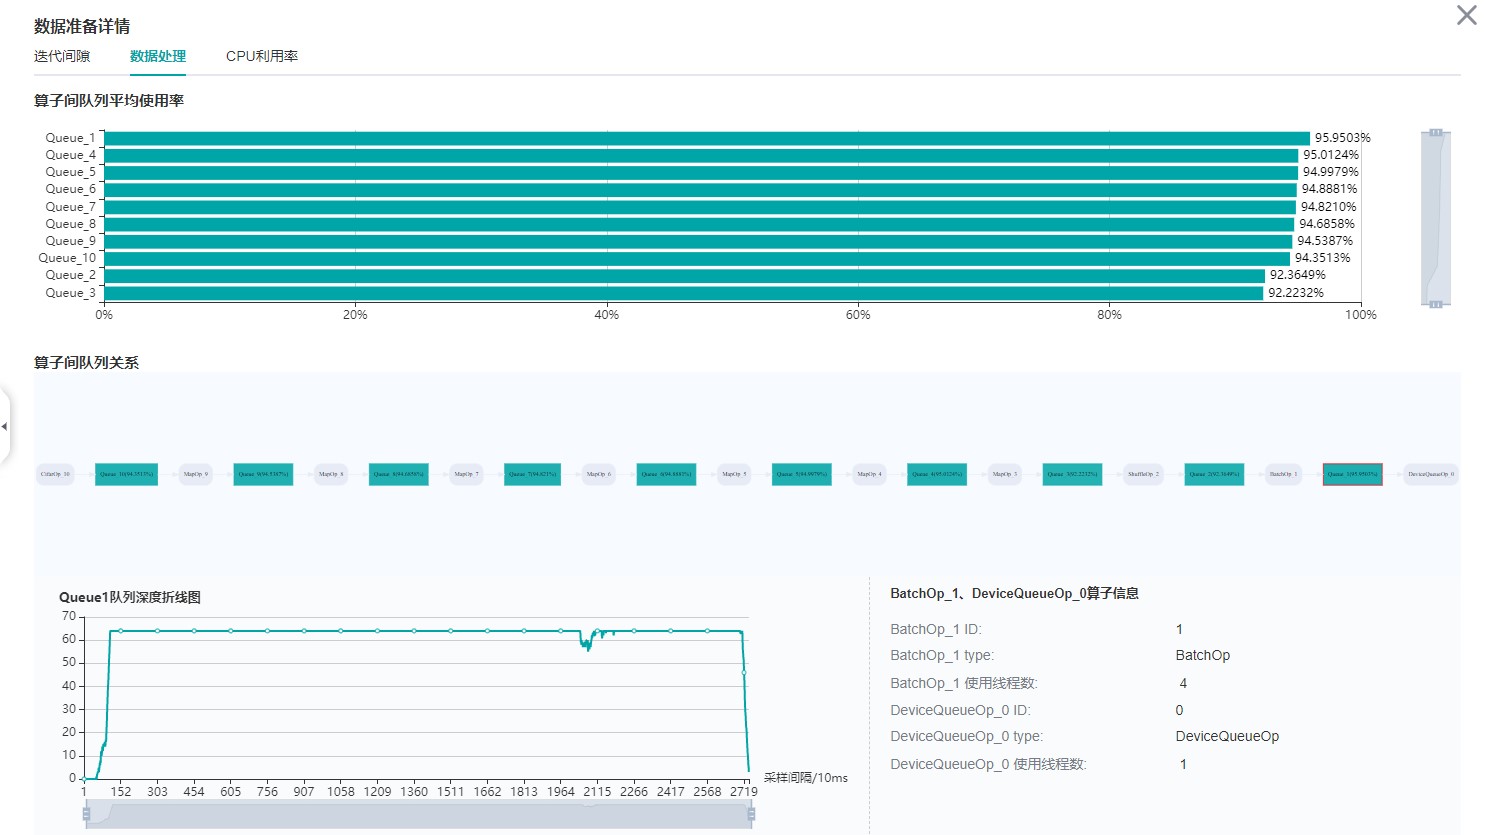 数据准备详情
迭代间隙 数据处理 CPU利用率
算子间队列平均使用率
Queue_1 95.9503%
Queue_4 95.0124%
Queue_5 94.9979%
Queue_6 94.8881%
Queue_7 94.8210%
Queue_8 94.6858%
Queue_9 94.5387%
Queue_10 94.3513%
Queue_2 92.3649%
Queue_3 92.2232%
0% 20% 40% 60% 80% 100%
算子间队列关系
CifarOp_10 Queue_10(94.3513%) MapOp_9 Queue_9(94.5387%) MapOp_8 Queue_8(94.6858%) MapOp_7 Queue_7(94.821%) MapOp_6 Queue_6(94.8881%) MapOp_5 Queue_5(94.9979%) MapOp_4 Queue_4(95.0124%) MapOp_3 Queue_3(92.2232%) ShuffleOp_2 Queue_2(92.3649%) BatchOp_1 Queue_1(95.9503%) DeviceQueueOp_0
Queue1队列深度折线图
70
60
50
40
30
20
10
0
1 152 303 454 605 756 907 1058 1209 1360 1511 1662 1813 1964 2115 2266 2417 2568 2719
采样间隔/10ms
BatchOp_1、DeviceQueueOp_0算子信息
BatchOp_1 ID: 1
BatchOp_1 type: BatchOp
BatchOp_1 使用线程数: 4
DeviceQueueOp_0 ID: 0
DeviceQueueOp_0 type: DeviceQueueOp
DeviceQueueOp_0 使用线程数: 1